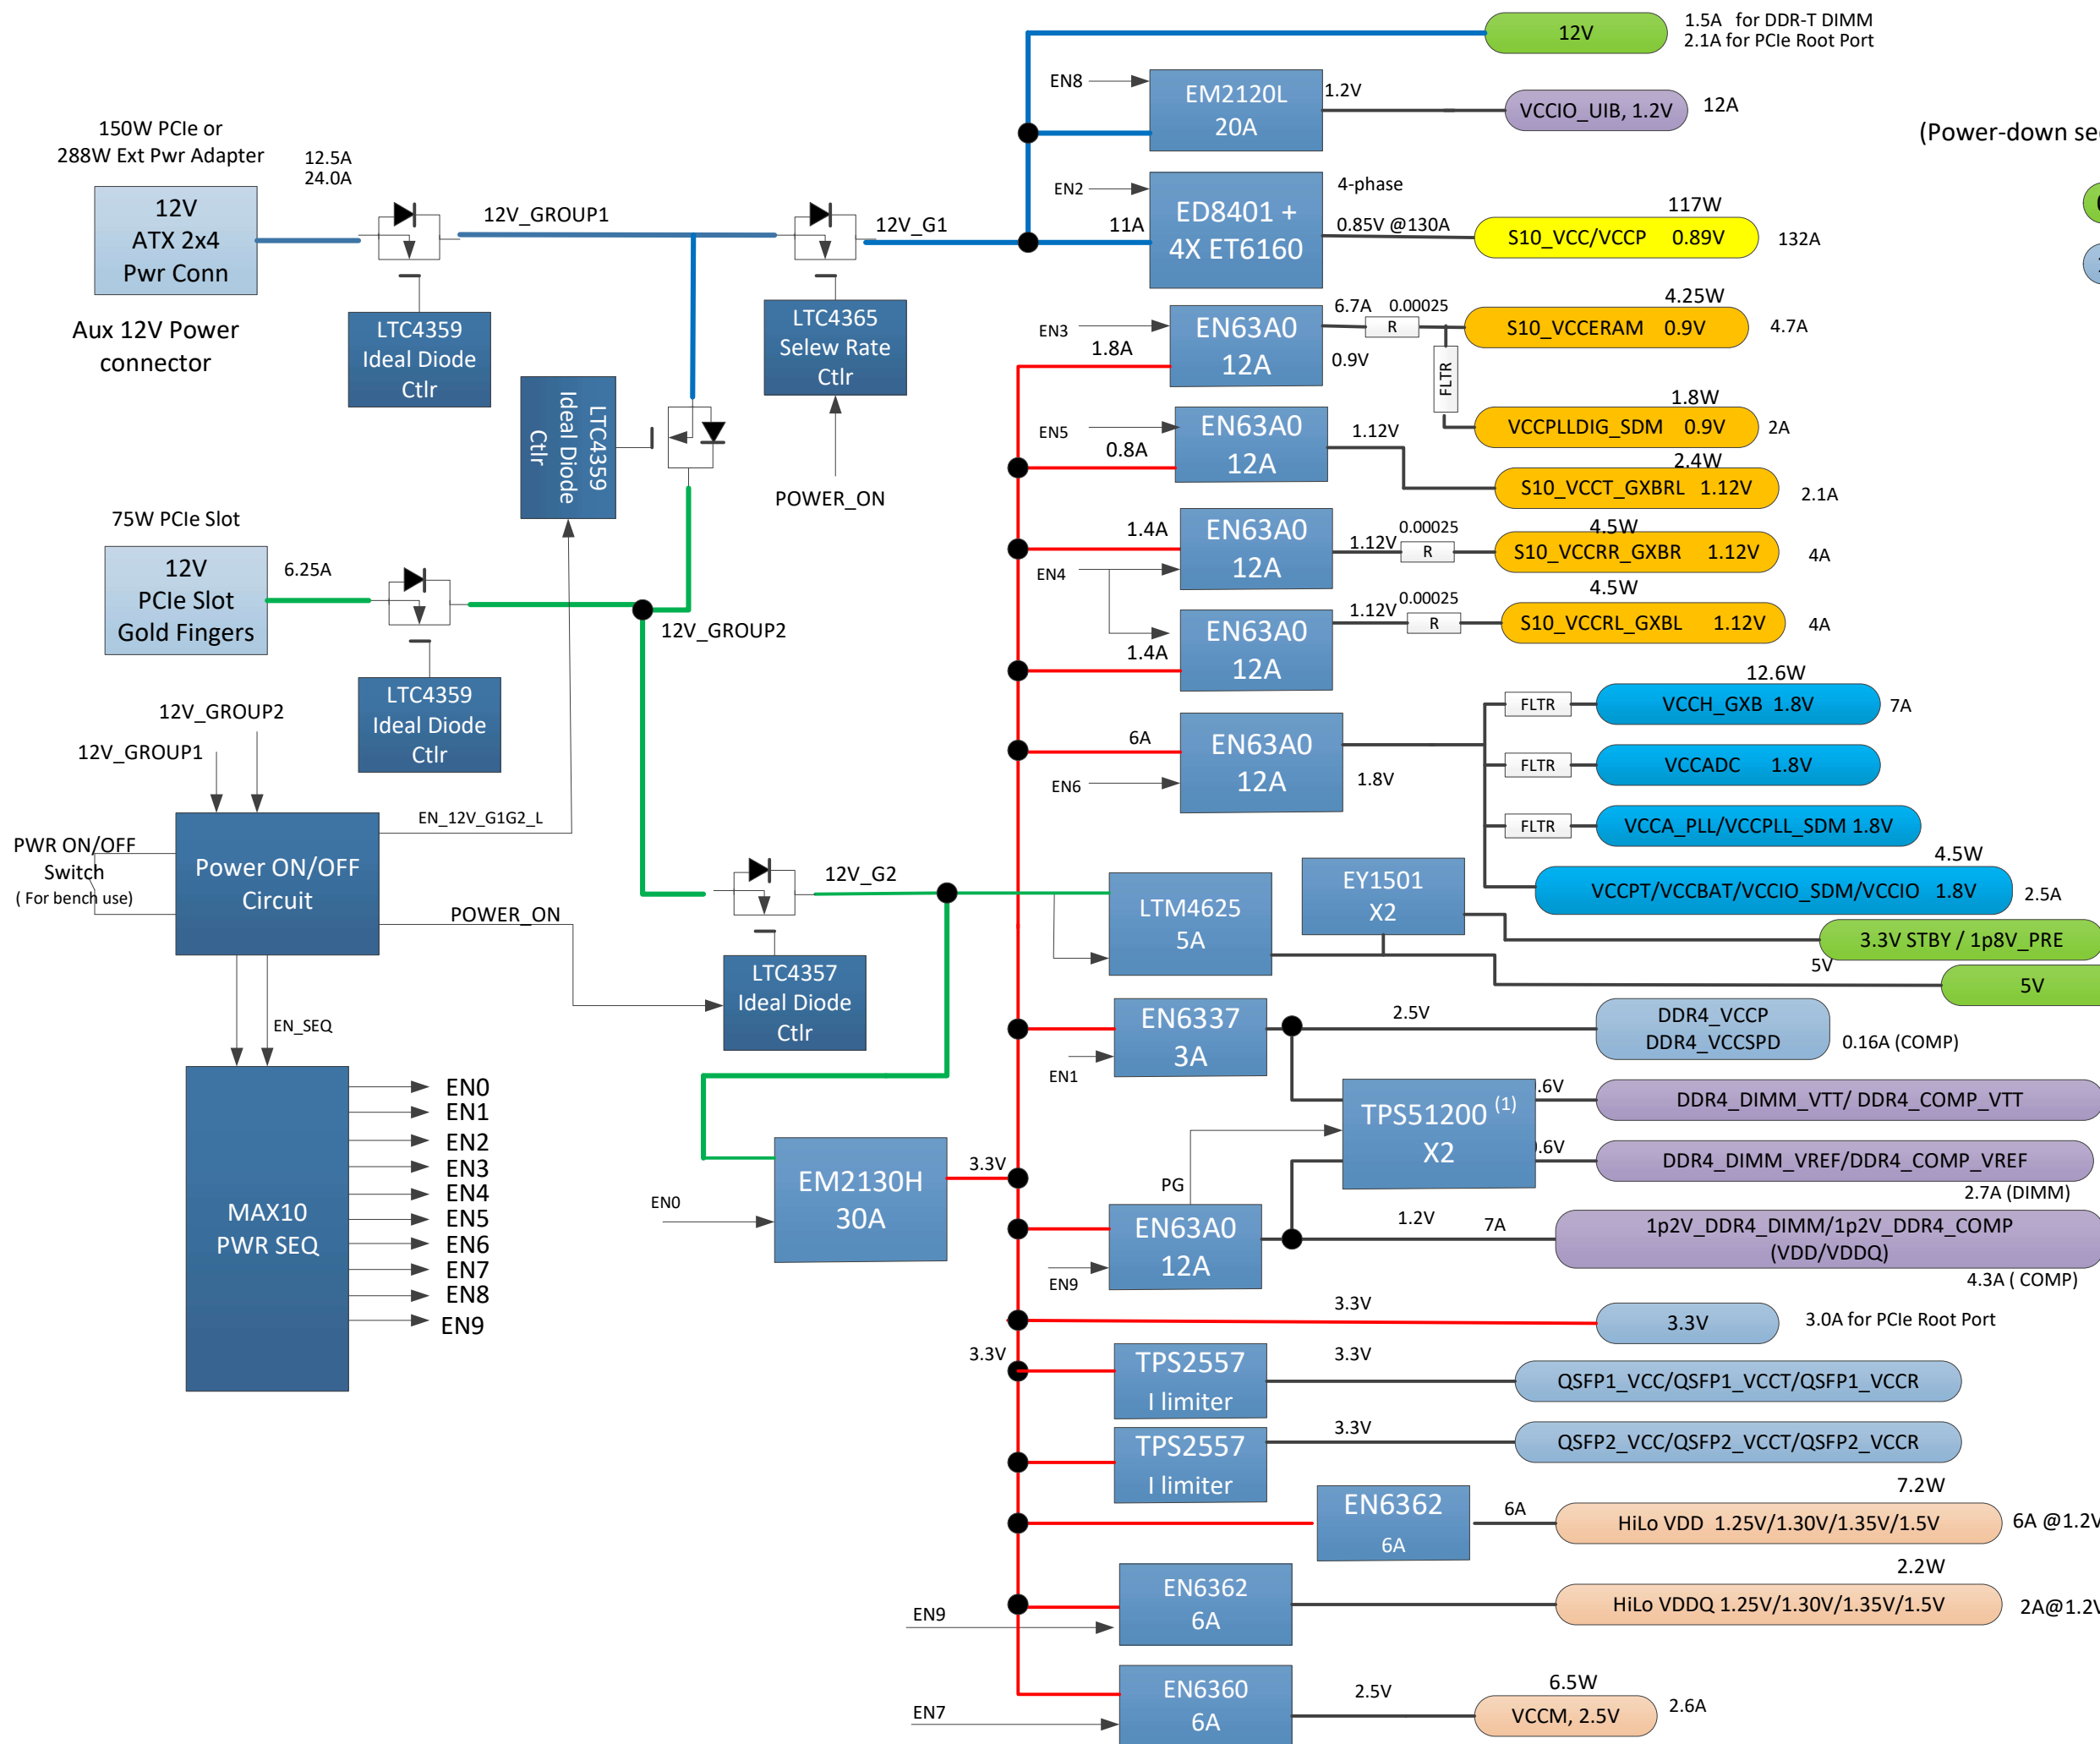 12V
1.5A for DDR-T DIMM
2.1A for PCIe Root Port
EN8
EM2120L
20A
1.2V
VCCIO_UIB, 1.2V
12A
(Power-down se
150W PCIe or
288W Ext Pwr Adapter
12.5A
24.0A
12V
ATX 2x4
Pwr Conn
Aux 12V Power
connector
LTC4359
Ideal Diode
Ctlr
12V_GROUP1
LTC4365
Selew Rate
Ctlr
POWER_ON
12V_G1
EN2
11A
ED8401 +
4X ET6160
4-phase
0.85V @130A
117W
S10_VCC/VCCP 0.89V
132A
EN3
1.8A
EN63A0
12A
6.7A
0.00025
R
0.9V
4.25W
S10_VCCERAM 0.9V
4.7A
FLTR
1.8W
VCCPLLDIG_SDM 0.9V
2A
LTC4359
Ideal Diode
Ctlr
EN5
0.8A
EN63A0
12A
1.12V
2.4W
S10_VCCT_GXBRL 1.12V
2.1A
75W PCIe Slot
12V
PCIe Slot
Gold Fingers
6.25A
LTC4359
Ideal Diode
Ctlr
12V_GROUP2
1.4A
EN63A0
12A
1.12V
0.00025
R
4.5W
S10_VCCRR_GXBR 1.12V
4A
EN4
1.4A
EN63A0
12A
1.12V
0.00025
R
4.5W
S10_VCCRL_GXBL 1.12V
4A
6A
EN6
EN63A0
12A
1.8V
12.6W
FLTR
VCCH_GXB 1.8V
7A
FLTR
VCCADC 1.8V
FLTR
VCCA_PLL/VCCPLL_SDM 1.8V
4.5W
VCCPT/VCCBAT/VCCIO_SDM/VCCIO 1.8V
2.5A
12V_GROUP2
12V_GROUP1
PWR ON/OFF
Switch
( For bench use)
Power ON/OFF
Circuit
EN_12V_G1G2_L
POWER_ON
EN_SEQ
12V_G2
LTC4357
Ideal Diode
Ctlr
LTM4625
5A
EY1501
X2
3.3V STBY / 1p8V_PRE
5V
5V
EN1
EN6337
3A
2.5V
DDR4_VCCP
DDR4_VCCSPD
0.16A (COMP)
TPS51200 (1)
X2
.6V
DDR4_DIMM_VTT/ DDR4_COMP_VTT
.6V
DDR4_DIMM_VREF/DDR4_COMP_VREF
2.7A (DIMM)
PG
MAX10
PWR SEQ
EN0
EN1
EN2
EN3
EN4
EN5
EN6
EN7
EN8
EN9
EN0
EM2130H
30A
3.3V
EN9
EN63A0
12A
1.2V
7A
1p2V_DDR4_DIMM/1p2V_DDR4_COMP
(VDD/VDDQ)
4.3A ( COMP)
3.3V
3.3V
3.0A for PCIe Root Port
3.3V
TPS2557
I limiter
3.3V
QSFP1_VCC/QSFP1_VCCT/QSFP1_VCCR
TPS2557
I limiter
3.3V
QSFP2_VCC/QSFP2_VCCT/QSFP2_VCCR
EN6362
6A
6A
7.2W
HiLo VDD 1.25V/1.30V/1.35V/1.5V
6A @1.2V
EN9
EN6362
6A
2.2W
HiLo VDDQ 1.25V/1.30V/1.35V/1.5V
2A@1.2V
EN7
EN6360
6A
2.5V
6.5W
VCCM, 2.5V
2.6A